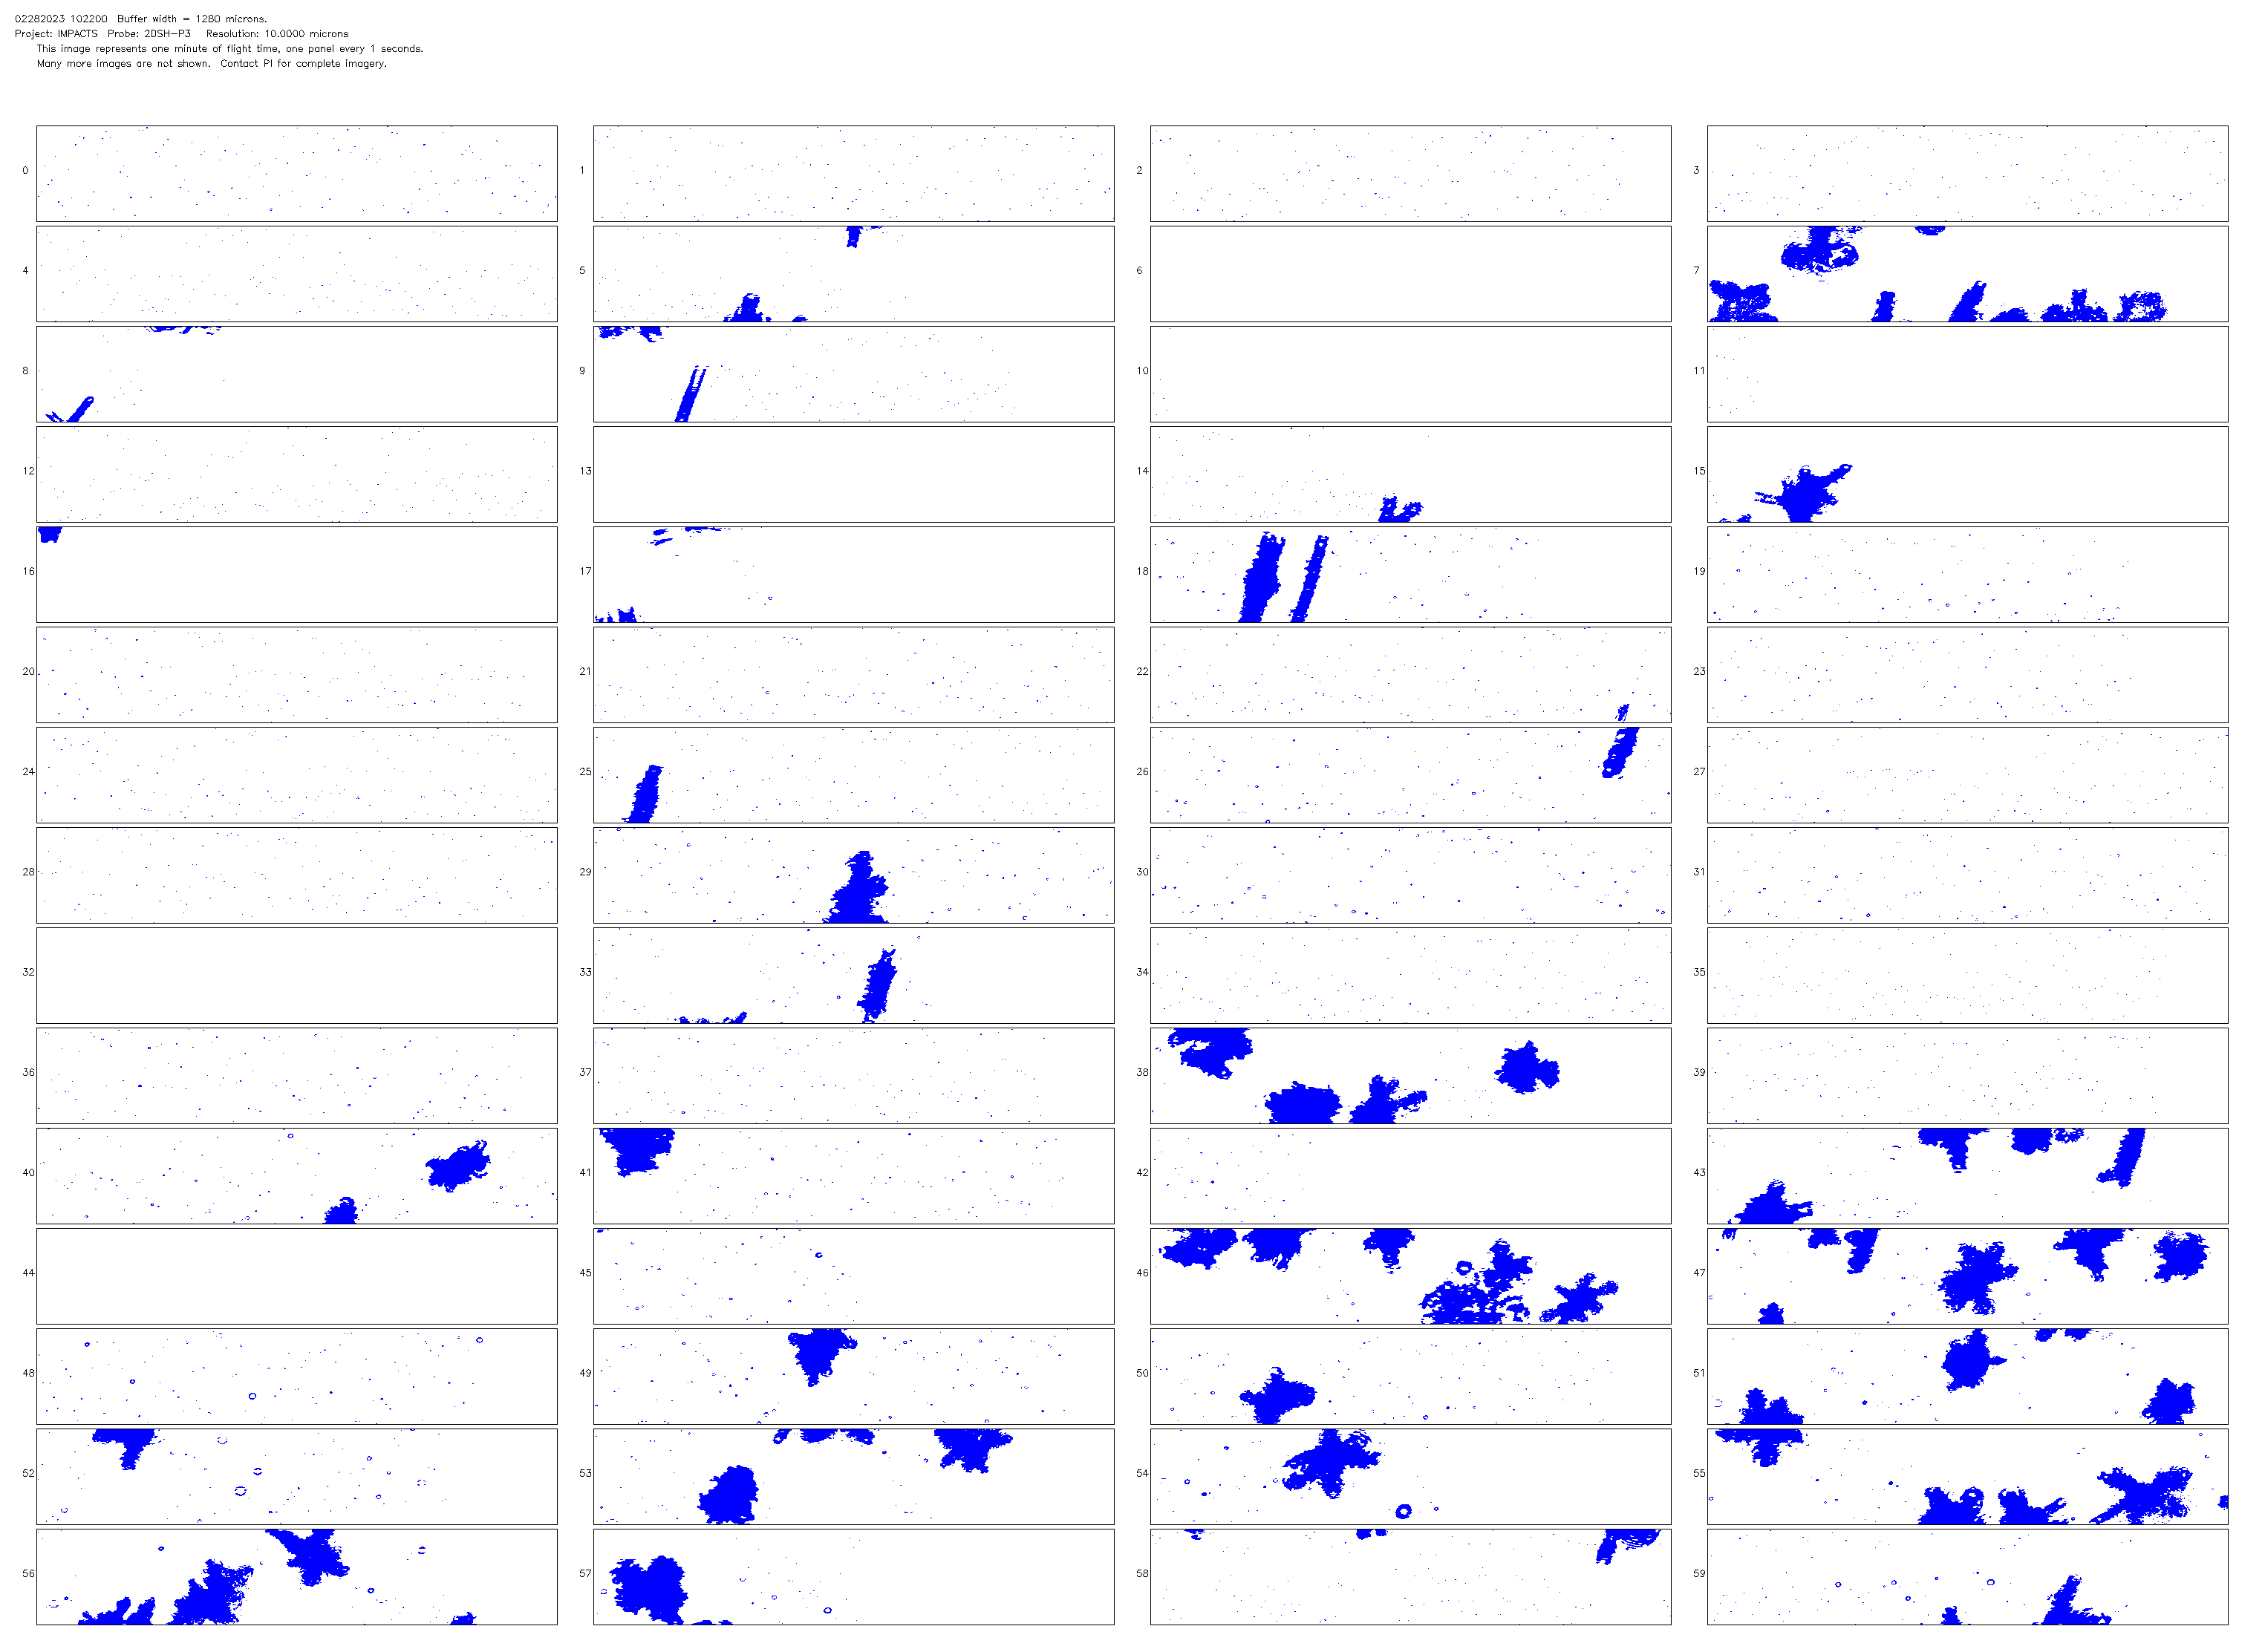 02282023 102200  Buffer width = 1280 microns.
Project: IMPACTS  Probe: 2DSH-P3   Resolution: 10.0000 microns
This image represents one minute of flight time, one panel every 1 seconds.
Many more images are not shown.  Contact PI for complete imagery.
0 1 2 3
4 5 6 7
8 9 10 11
12 13 14 15
16 17 18 19
20 21 22 23
24 25 26 27
28 29 30 31
32 33 34 35
36 37 38 39
40 41 42 43
44 45 46 47
48 49 50 51
52 53 54 55
56 57 58 59